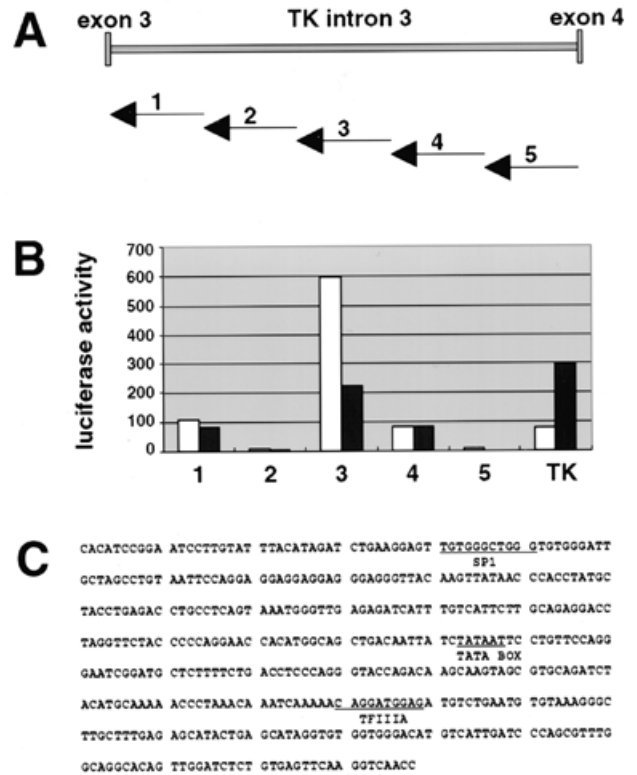 A
exon 3 TK intron 3 exon 4
1
2
3
4
5
B
luciferase activity
700
600
500
400
300
200
100
0
1 2 3 4 5 TK
C
CACATCCGGA ATCCTTGTAT TTACATAGAT CTGAAGGAGT TGTGGGCTGG GTGTGGGATT
SP1
GCTAGCCTGT AATTCCAGGA GGAGGAGGAG GGAGGGTTAC AAGTTATAAC CCACCTATGC
TACCTGAGAC CTGCCTCAGT AAATGGGTTG AGAGATCATT TGTCATTCTT GCAGAGGACC
TAGGTTCTAC CCCCAGGAAC CACATGGCAG CTGACAATTA TCTATAATTC CTGTTCCAGG
TATA BOX
GAATCGGATG CTCTTTTCTG ACCTCCCAGG GTACCAGACA AGCAAGTAGC GTGCAGATCT
ACATGCAAAA ACCCTAAACA AATCAAAAAC AGGATGGAG ATGTCTGAATG TGTAAAGGGC
TFIIIA
TTGCTTTGAG AGCATACTGA GCATAGGTGT GGTGGGACAT GTCATTGATC CCAGCGTTTG
GCAGGCACAG TTGGATCTCT GTGAGTTCAA GGTCAACC